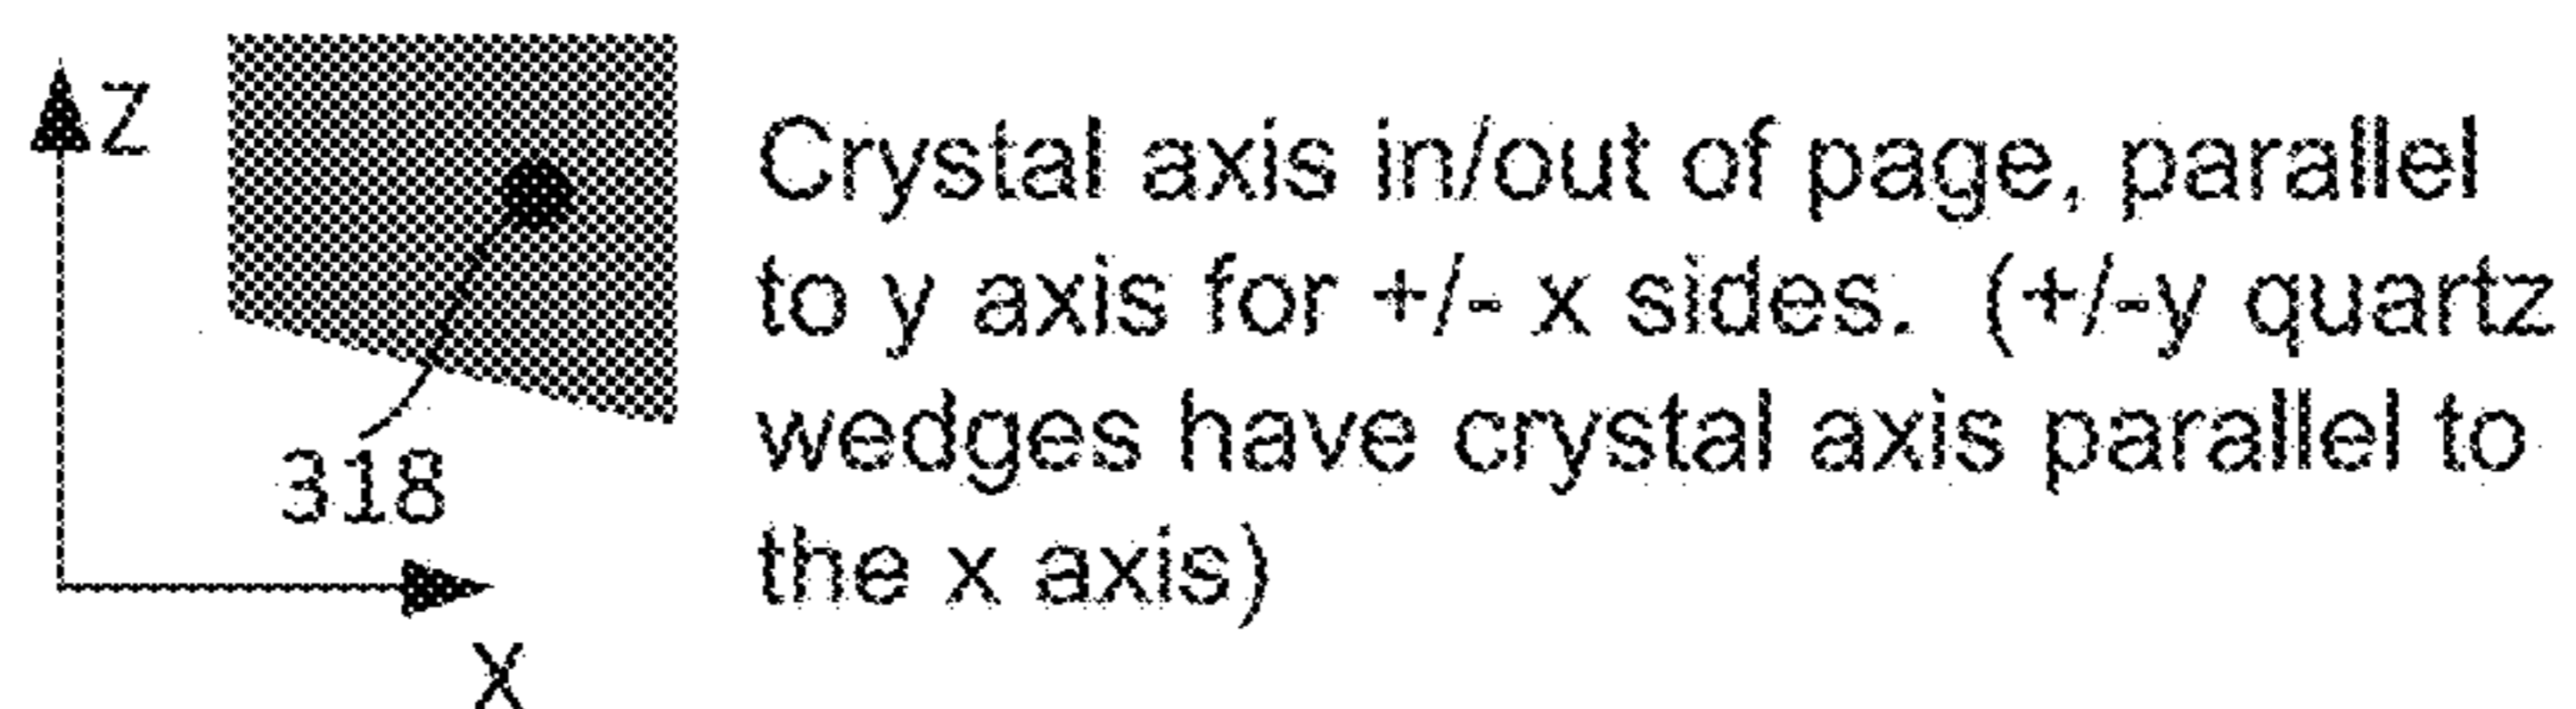 Z
Crystal axis in/out of page, parallel
to y axis for +/- x sides. (+/-y quartz
wedges have crystal axis parallel to
318
the x axis)
X